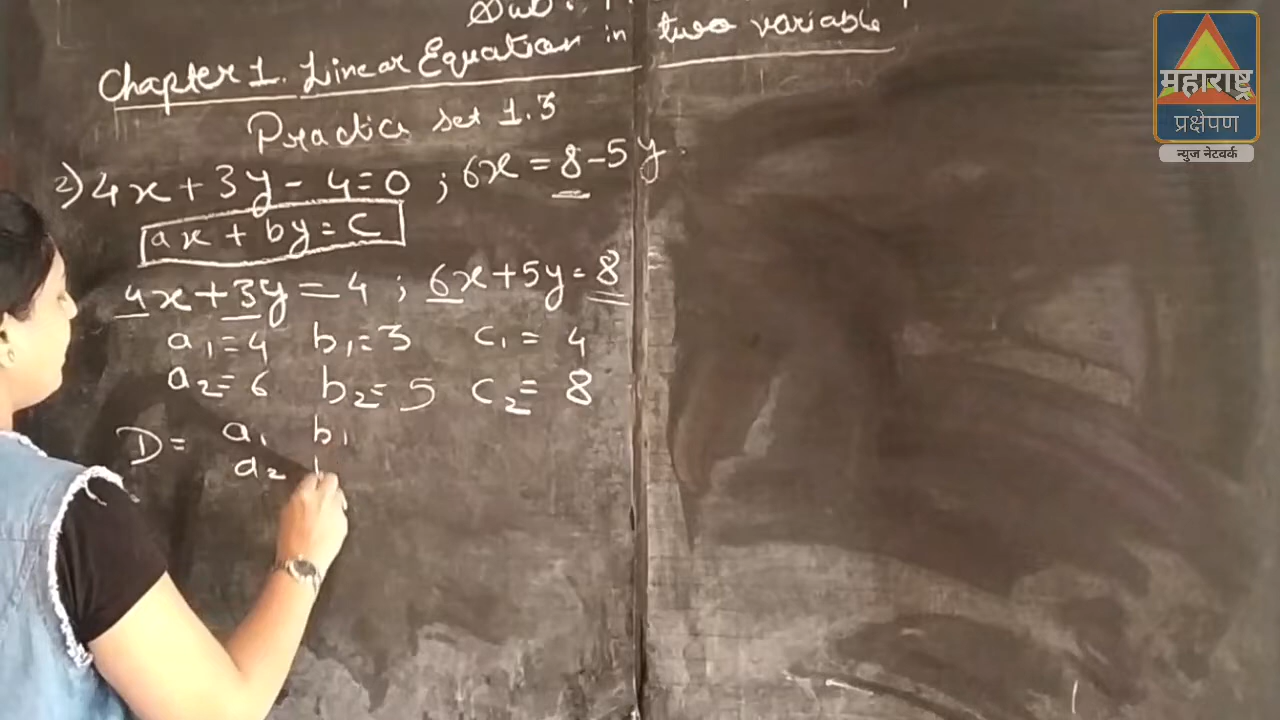 Sub:
Chapter 1. Linear Equation in two variable
Practice set 1.3
2) 4x + 3y - 4 = 0 ; 6x = 8 - 5y.
ax + by = c
4x + 3y = 4 ; 6x + 5y = 8
a₁ = 4 b₁ = 3 c₁ = 4
a₂ = 6 b₂ = 5 c₂ = 8
D = a₁ b₁
a₂
महाराष्ट्र
प्रक्षेपण
न्युज नेटवर्क